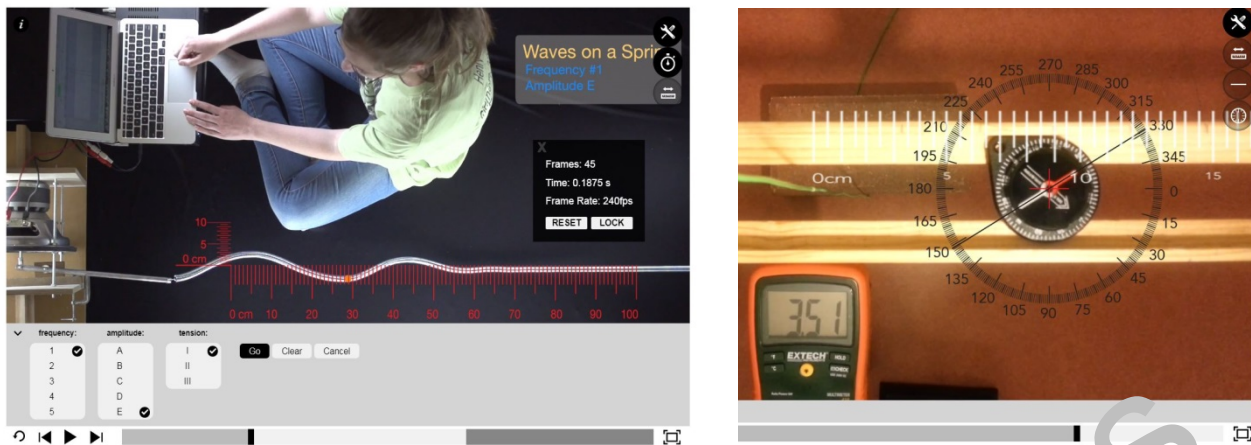 i
Waves on a Sprin
Frequency #1
Amplitude E
X
Frames: 45
Time: 0.1875 s
Frame Rate: 240fps
RESET LOCK
10
5
0 cm
0 cm 10 20 30 40 50 60 70 80 90 100
frequency: amplitude: tension:
1 A I Go Clear Cancel
2 B II
3 C III
4 D
5 E
270
255 285
240 300
225 315
210 330
195 345
0cm 5 10 15
180 0
165 15
150 30
135 45
120 60
105 90 75
351
EXTECH HOLD
°F
°C